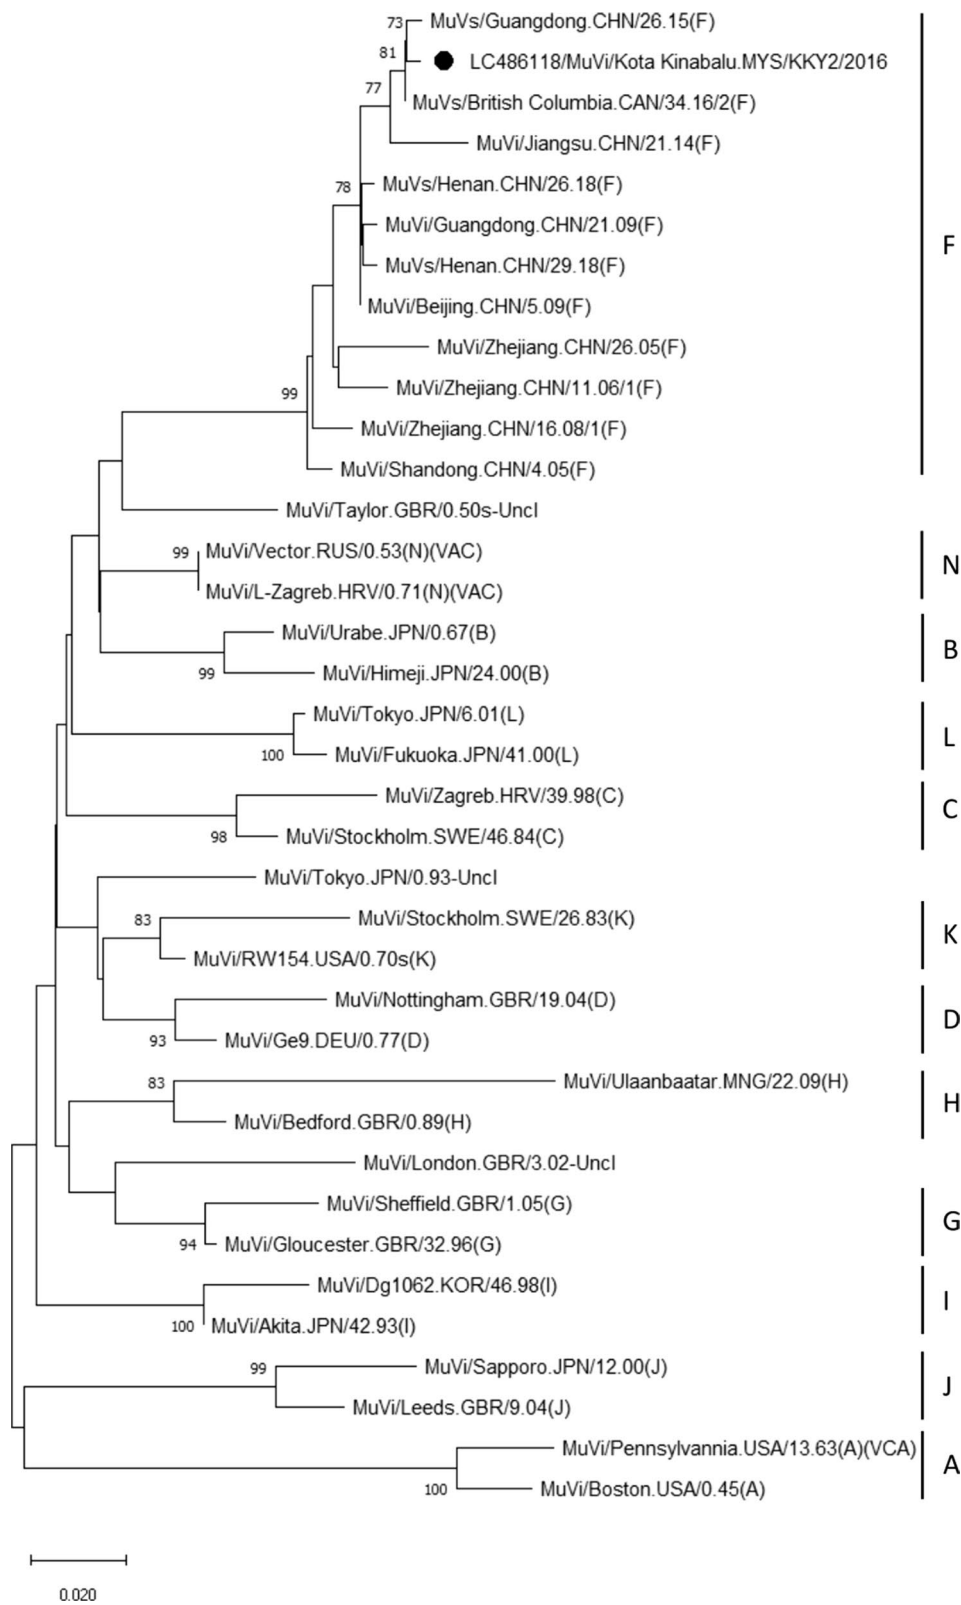 73 MuVs/Guangdong.CHN/26.15(F)
81 LC486118/MuVi/Kota Kinabalu.MYS/KKY2/2016
77
MuVs/British Columbia.CAN/34.16/2(F)
MuVi/Jiangsu.CHN/21.14(F)
78 MuVs/Henan.CHN/26.18(F)
MuVi/Guangdong.CHN/21.09(F)
F
MuVs/Henan.CHN/29.18(F)
MuVi/Beijing.CHN/5.09(F)
MuVi/Zhejiang.CHN/26.05(F)
99 MuVi/Zhejiang.CHN/11.06/1(F)
MuVi/Zhejiang.CHN/16.08/1(F)
MuVi/Shandong.CHN/4.05(F)
MuVi/Taylor.GBR/0.50s-Uncl
99 MuVi/Vector.RUS/0.53(N)(VAC)
N
MuVi/L-Zagreb.HRV/0.71(N)(VAC)
MuVi/Urabe.JPN/0.67(B)
B
99 MuVi/Himeji.JPN/24.00(B)
MuVi/Tokyo.JPN/6.01(L)
L
100 MuVi/Fukuoka.JPN/41.00(L)
MuVi/Zagreb.HRV/39.98(C)
C
98 MuVi/Stockholm.SWE/46.84(C)
MuVi/Tokyo.JPN/0.93-Uncl
83 MuVi/Stockholm.SWE/26.83(K)
K
MuVi/RW154.USA/0.70s(K)
MuVi/Nottingham.GBR/19.04(D)
D
93 MuVi/Ge9.DEU/0.77(D)
83 MuVi/Ulaanbaatar.MNG/22.09(H)
H
MuVi/Bedford.GBR/0.89(H)
MuVi/London.GBR/3.02-Uncl
MuVi/Sheffield.GBR/1.05(G)
G
94 MuVi/Gloucester.GBR/32.96(G)
MuVi/Dg1062.KOR/46.98(I)
I
100 MuVi/Akita.JPN/42.93(I)
99 MuVi/Sapporo.JPN/12.00(J)
J
MuVi/Leeds.GBR/9.04(J)
MuVi/Pennsylvannia.USA/13.63(A)(VCA)
A
100 MuVi/Boston.USA/0.45(A)
0.020